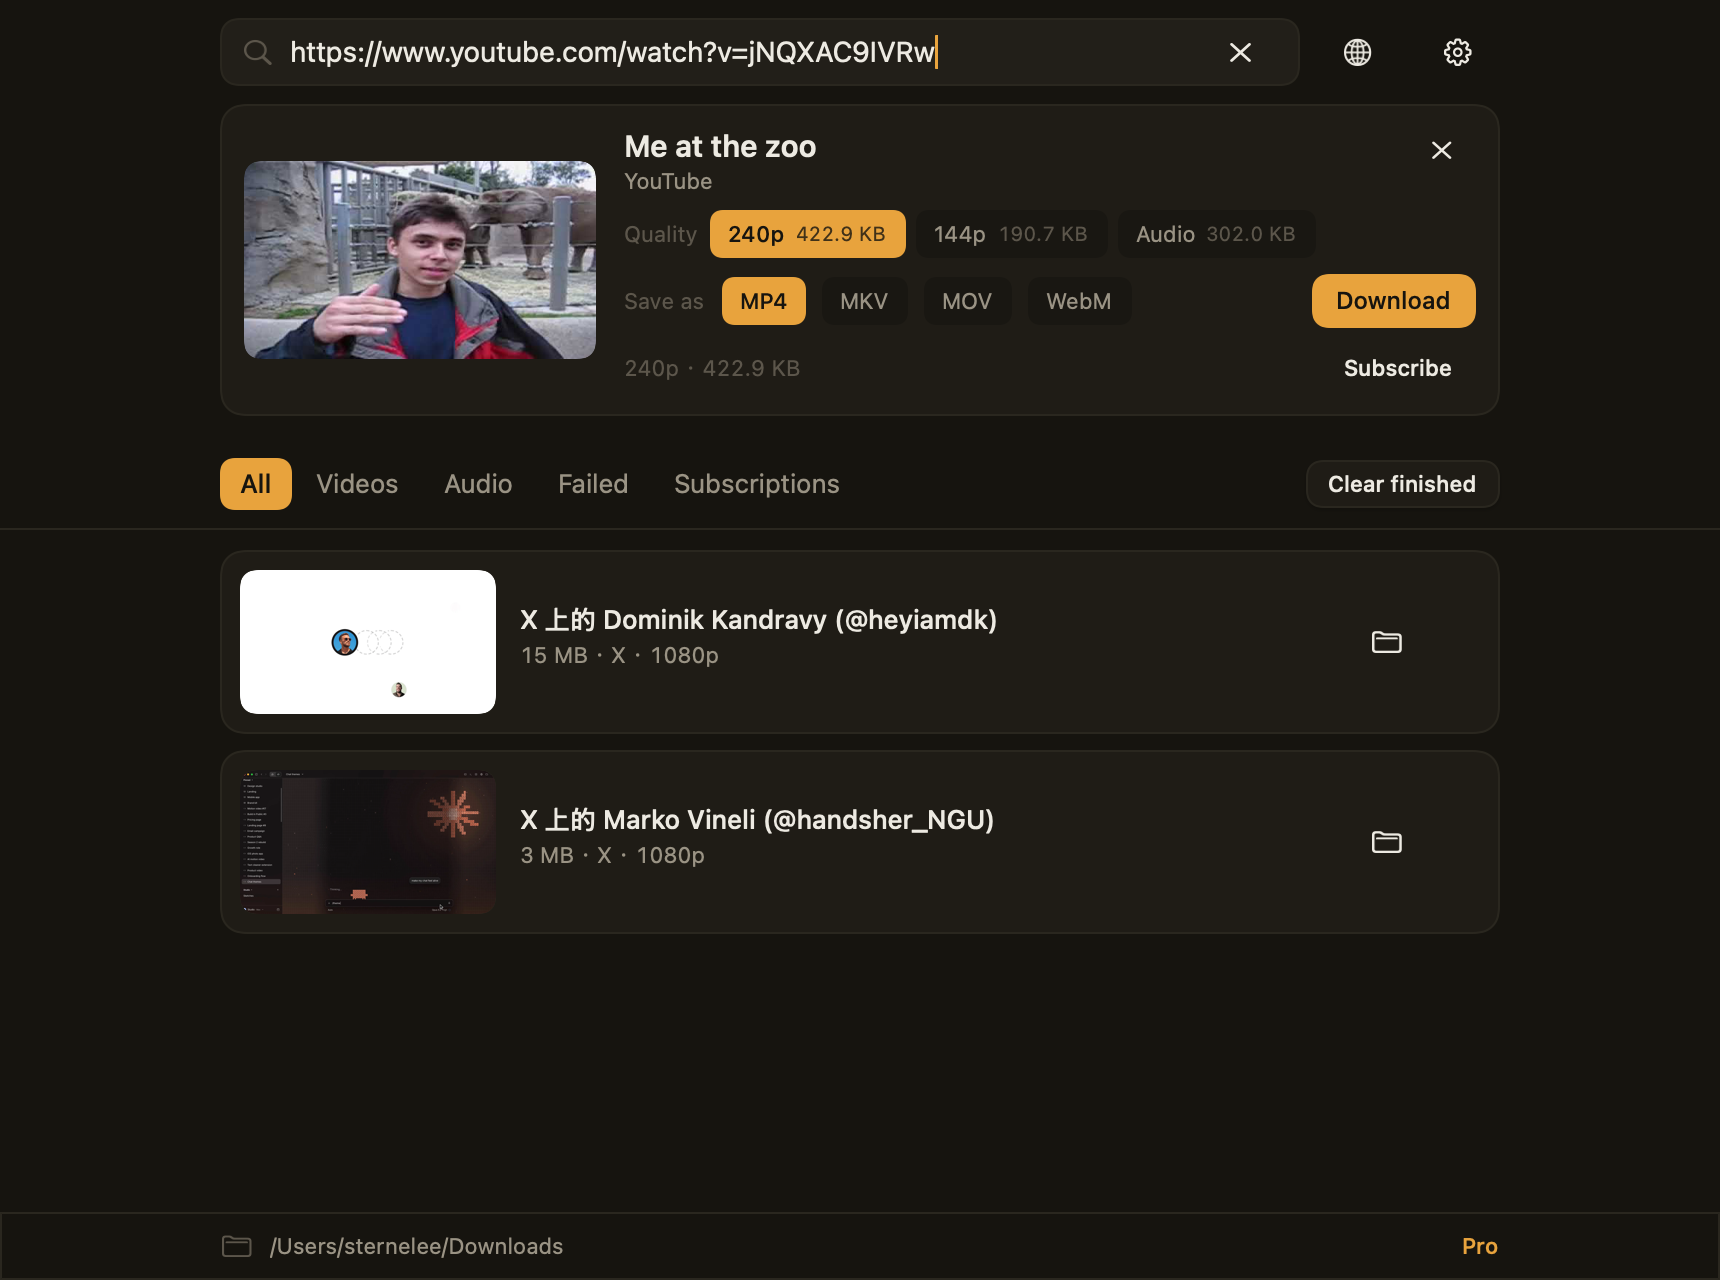 https://www.youtube.com/watch?v=jNQXAC9IVRw
Me at the zoo
YouTube
Quality 240p 422.9 KB 144p 190.7 KB Audio 302.0 KB
Save as MP4 MKV MOV WebM Download
240p · 422.9 KB Subscribe
All Videos Audio Failed Subscriptions Clear finished
X 上的 Dominik Kandravy (@heyiamdk)
15 MB · X · 1080p
X 上的 Marko Vineli (@handsher_NGU)
3 MB · X · 1080p
/Users/sternelee/Downloads Pro